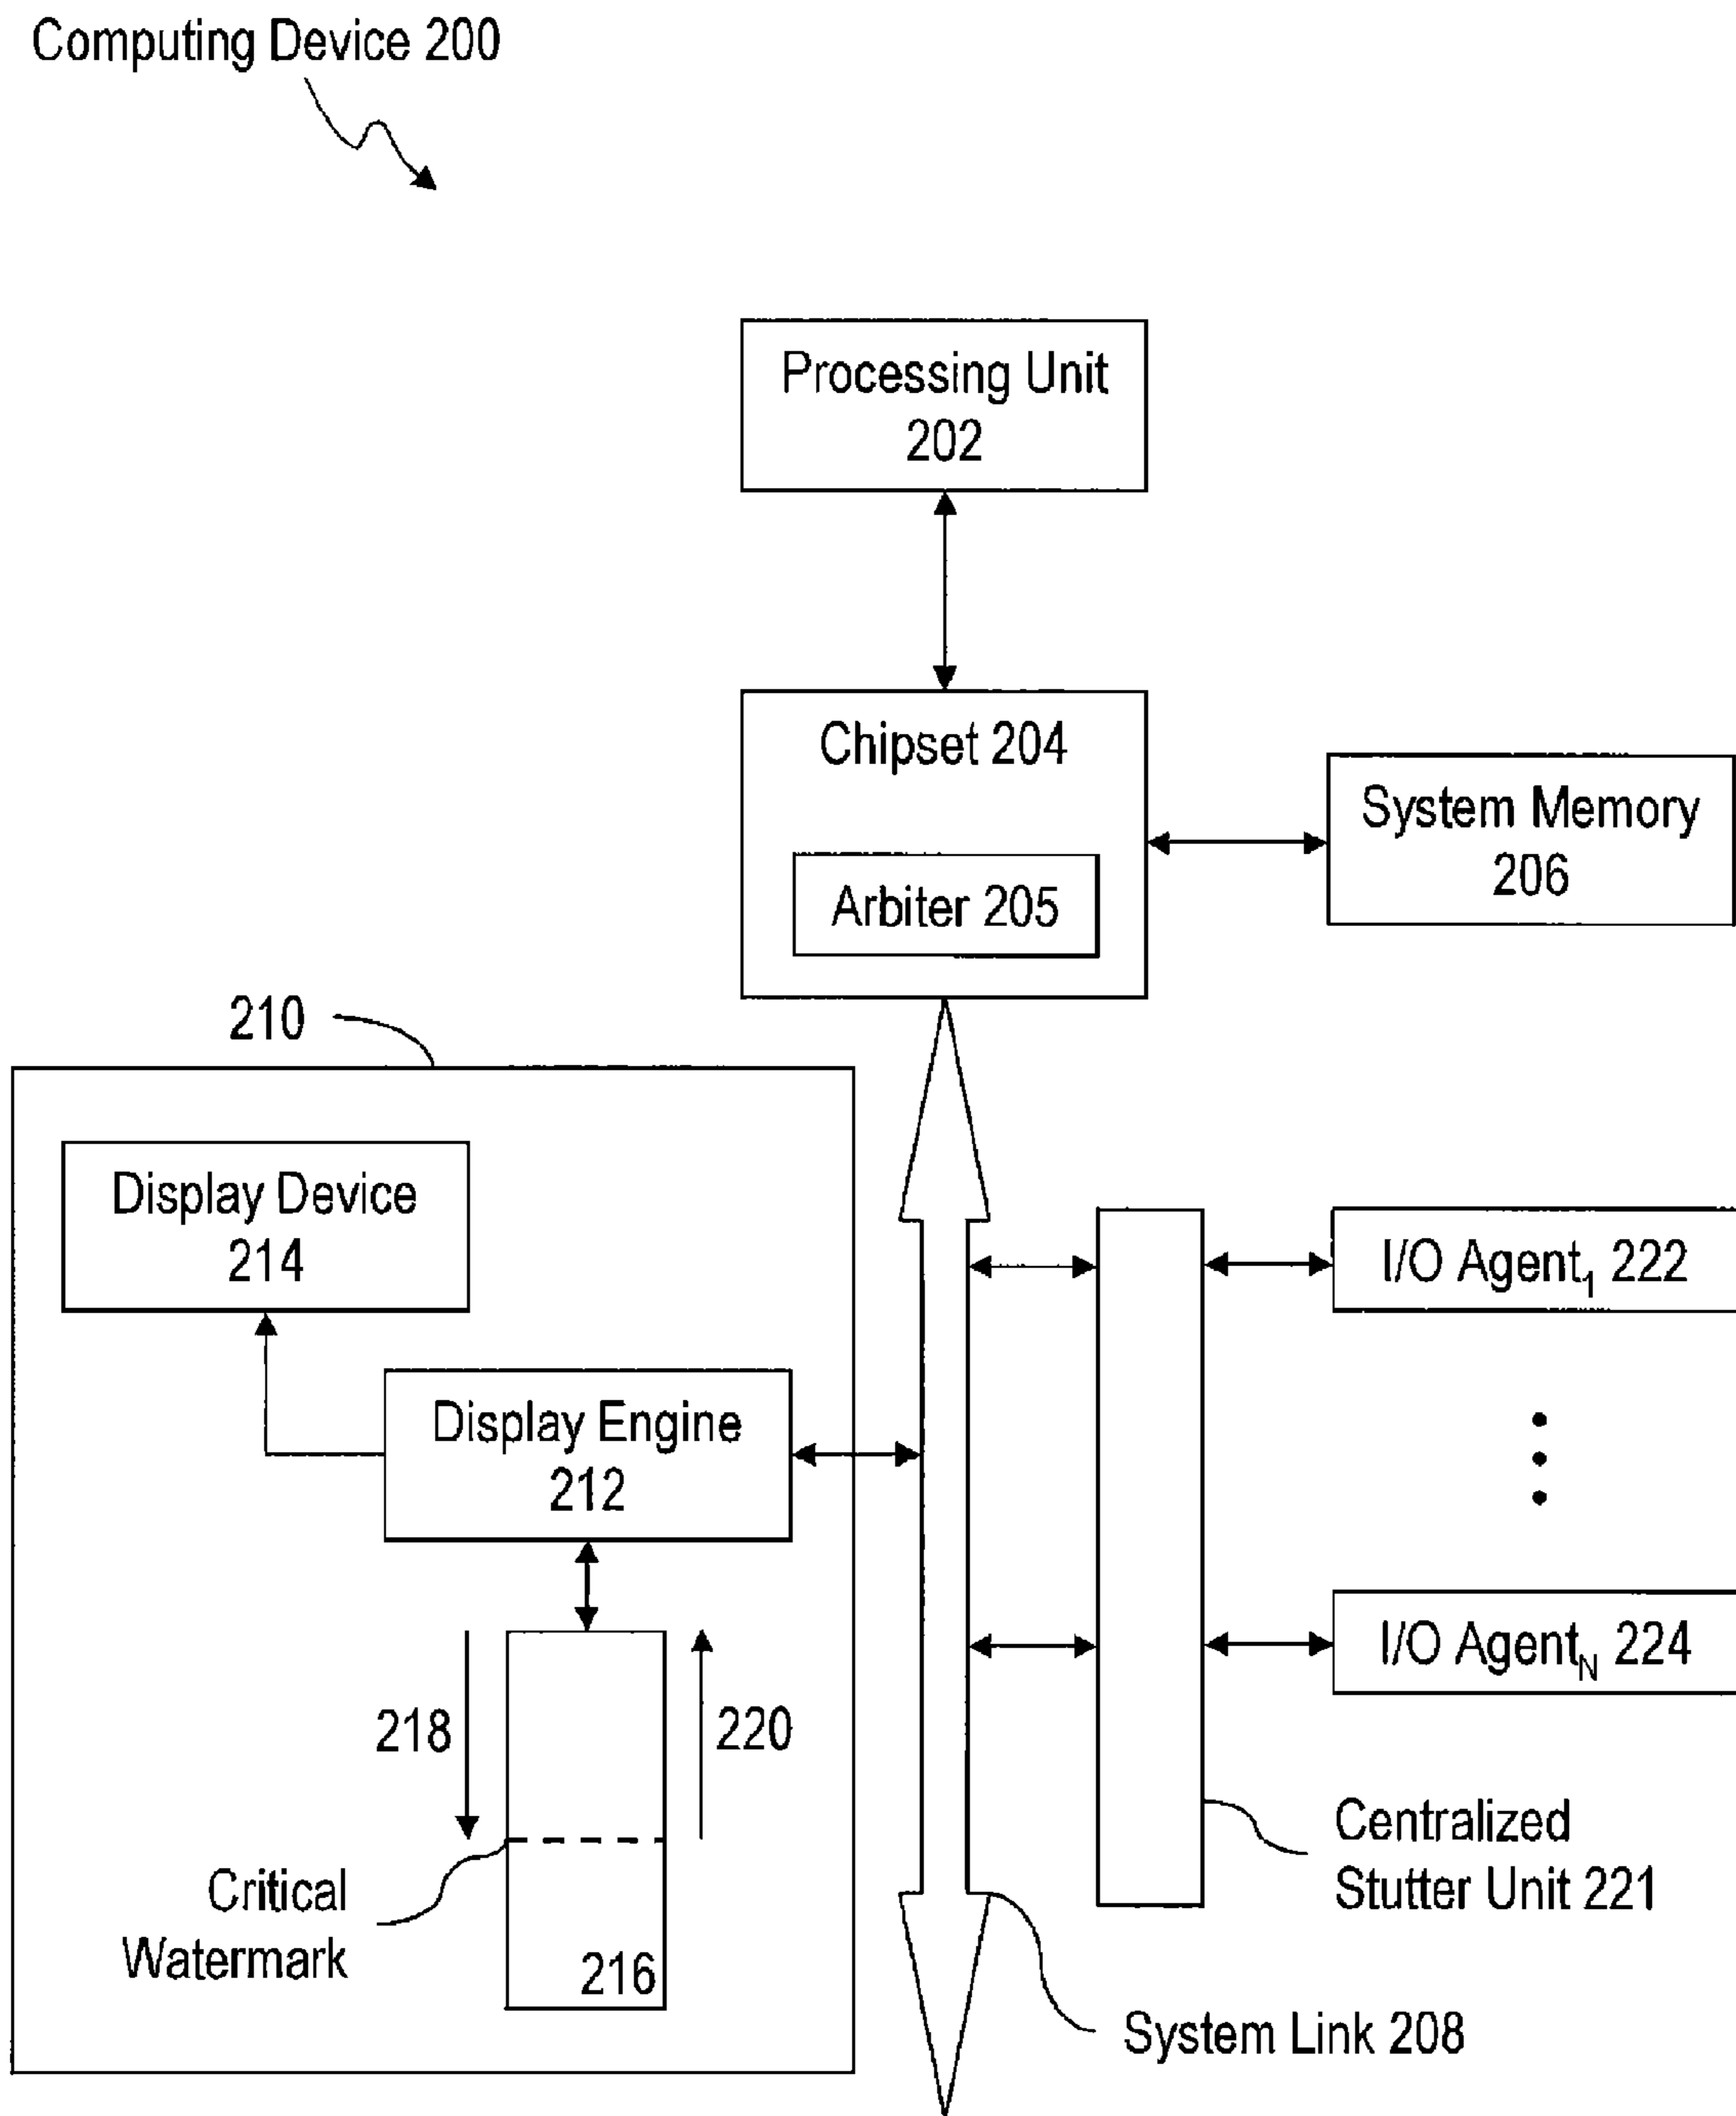 Computing Device 200
Processing Unit
202
Chipset 204
Arbiter 205
System Memory
206
210
Display Device
214
Display Engine
212
218
220
Critical
Watermark
216
I/O Agent₁ 222
I/O Agent_N 224
Centralized
Stutter Unit 221
System Link 208